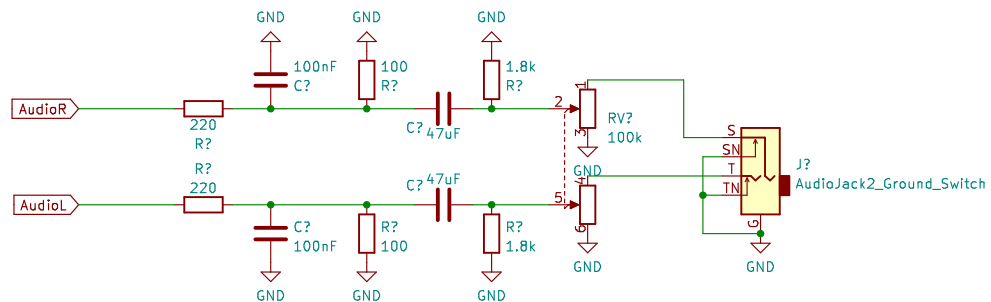 GND GND GND
100nF 100 1.8k
C? R? R?
1
AudioR 2
220 C? 47uF RV?
R? 3 100k
S
SN
GND
R? C? 47uF 4 T J?
220 AudioJack2_Ground_Switch
TN
AudioL 5
C? R? R? 6 G
100nF 100 1.8k
GND GND
GND GND GND